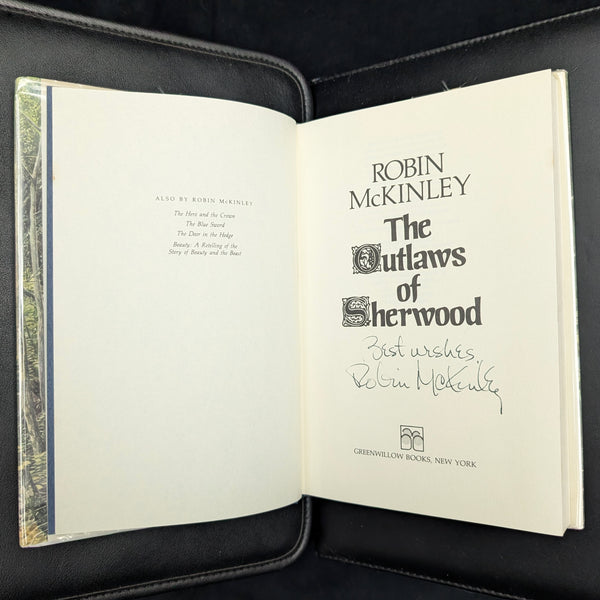 ALSO BY ROBIN McKINLEY
The Hero and the Crown
The Blue Sword
The Door in the Hedge
Beauty: A Retelling of the
Story of Beauty and the Beast
ROBIN
McKINLEY
The
Outlaws
of
Sherwood
Best wishes,
Robin McKinley
GREENWILLOW BOOKS, NEW YORK